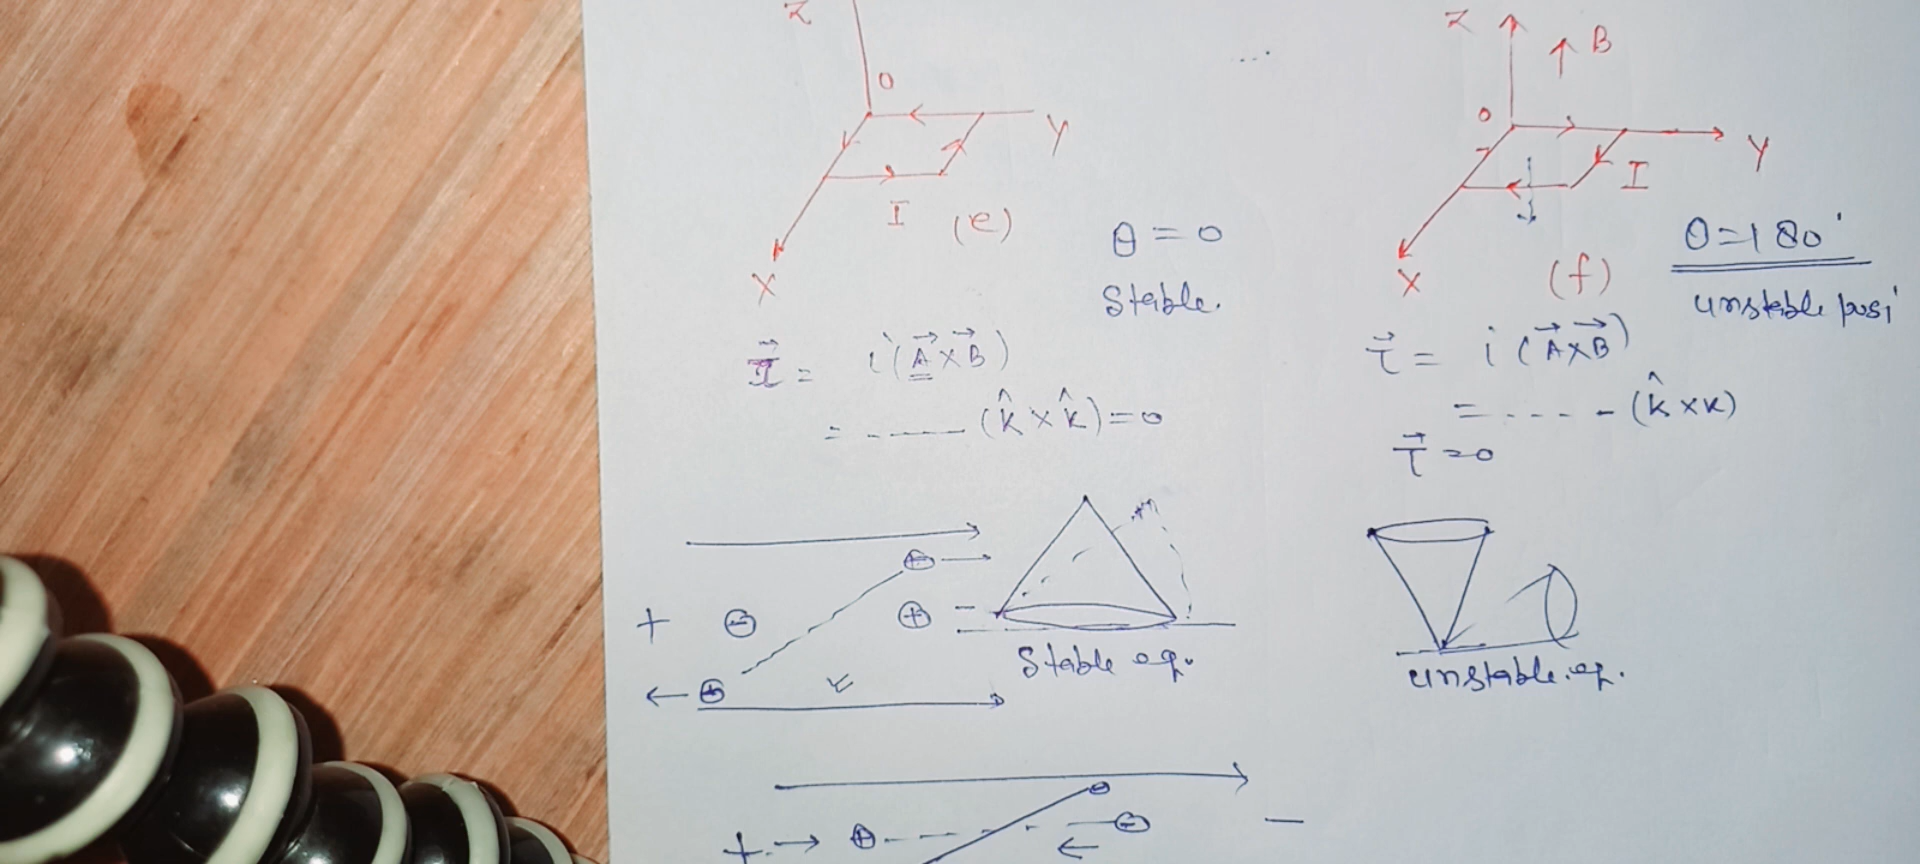 Z
O
Y
I
(e)
X
θ = 0
Stable.
τ⃗ = i(A⃗ × B⃗)
= - - — (k̂ × k̂) = 0
Z
↑ B
O
Y
I
X
(f)
θ = 180°
unstable posi
τ⃗ = i (A⃗ × B⃗)
= - - - - (k̂ × k)
τ⃗ = 0
+ ⊖ ⊕ -
E
Stable eq.
unstable. eq.
+ → ⊕ ⊖ —
←